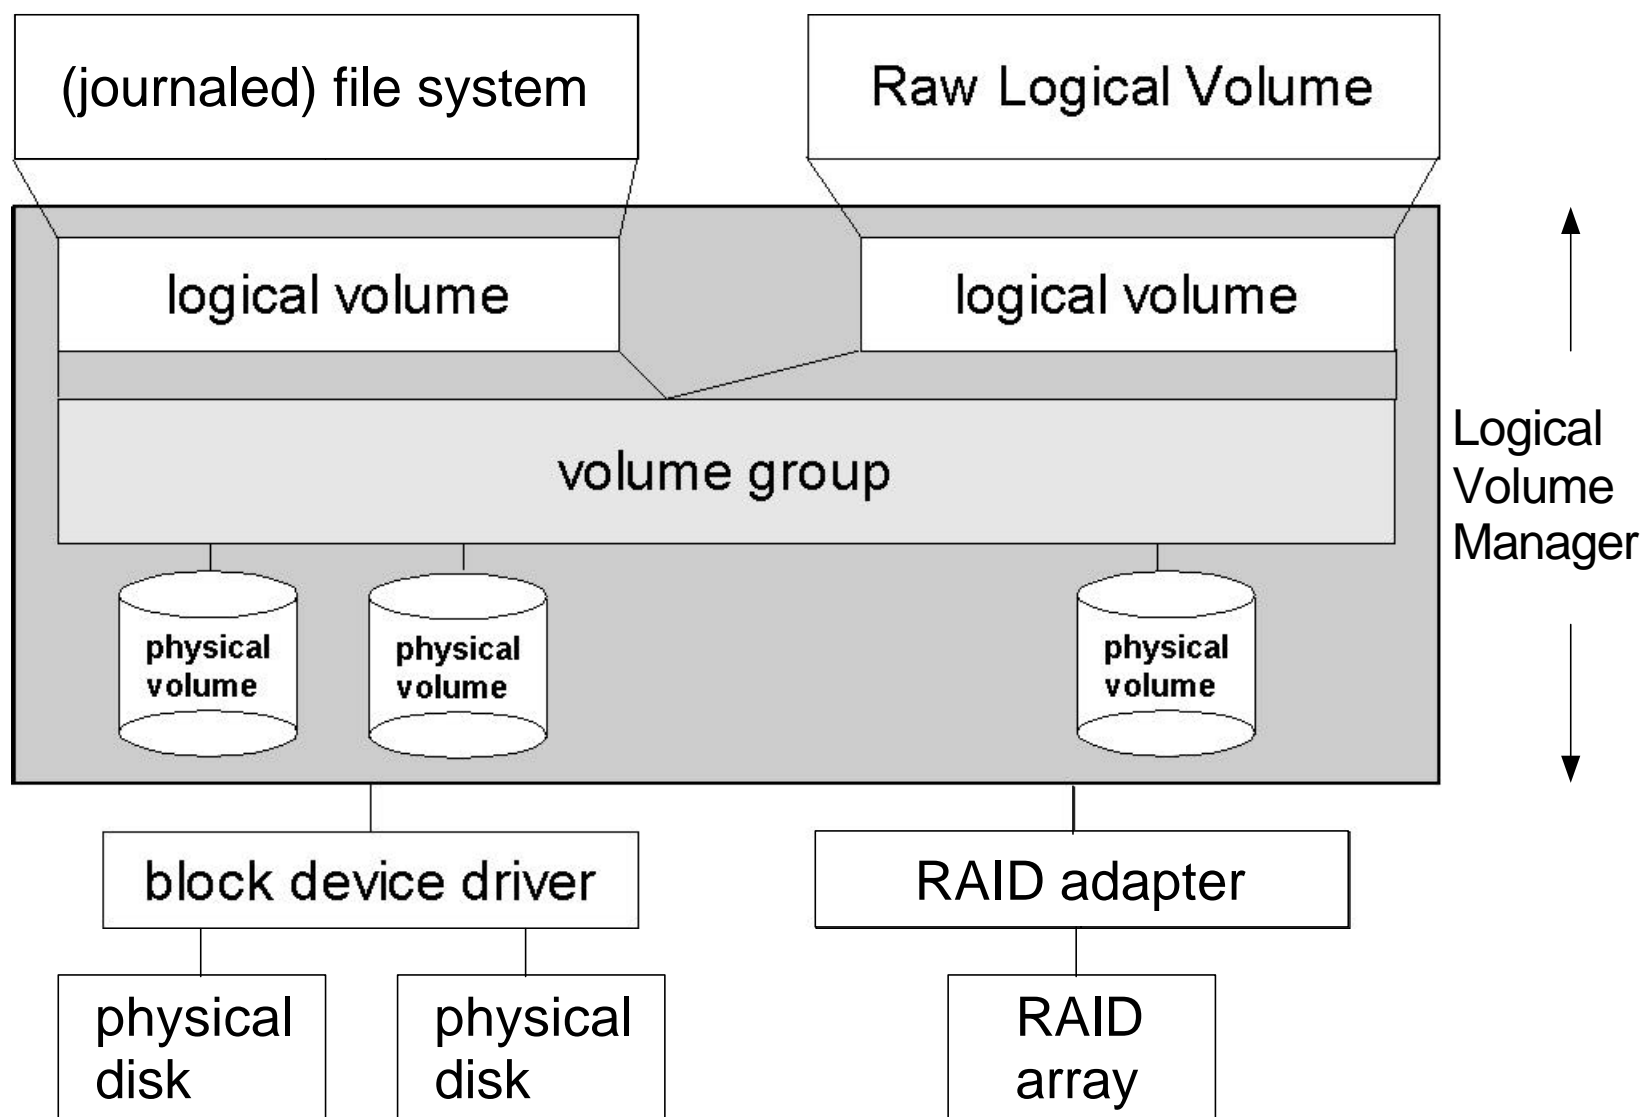 (journaled) file system
Raw Logical Volume
logical volume
logical volume
volume group
Logical
Volume
Manager
physical
volume
physical
volume
physical
volume
block device driver
RAID adapter
physical
disk
physical
disk
RAID
array